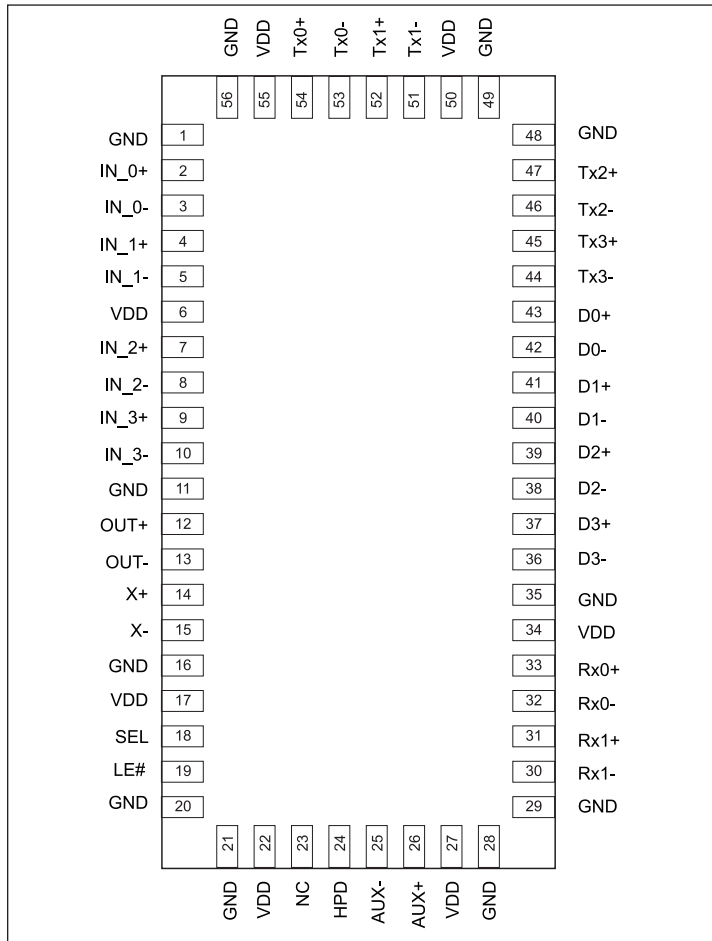 GND VDD Tx0+ Tx0- Tx1+ Tx1- VDD GND
56 55 54 53 52 51 50 49
GND 1 48 GND
IN_0+ 2 47 Tx2+
IN_0- 3 46 Tx2-
IN_1+ 4 45 Tx3+
IN_1- 5 44 Tx3-
VDD 6 43 D0+
IN_2+ 7 42 D0-
IN_2- 8 41 D1+
IN_3+ 9 40 D1-
IN_3- 10 39 D2+
GND 11 38 D2-
OUT+ 12 37 D3+
OUT- 13 36 D3-
X+ 14 35 GND
X- 15 34 VDD
GND 16 33 Rx0+
VDD 17 32 Rx0-
SEL 18 31 Rx1+
LE# 19 30 Rx1-
GND 20 29 GND
21 22 23 24 25 26 27 28
GND VDD NC HPD AUX- AUX+ VDD GND